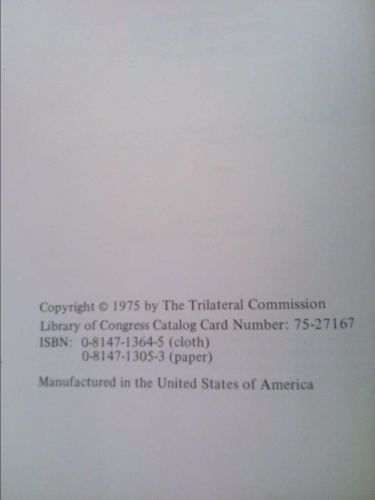 Copyright © 1975 by The Trilateral Commission
Library of Congress Catalog Card Number: 75-27167
ISBN: 0-8147-1364-5 (cloth)
0-8147-1305-3 (paper)
Manufactured in the United States of America